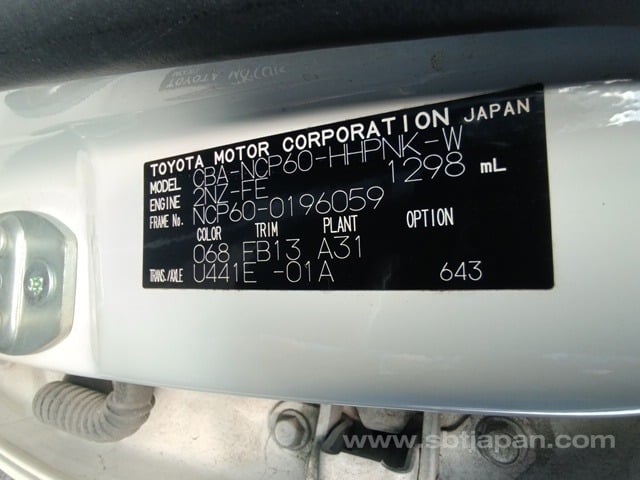 TOYOTA MOTOR CORPORATION JAPAN
MODEL CBA-NCP60-HHPNK-W
ENGINE 2NZ-FE 1298 mL
FRAME No. NCP60-0196059
COLOR TRIM PLANT OPTION
068 FB13 A31
TRANS./AXLE U441E -01A 643
www.sbtjapan.com